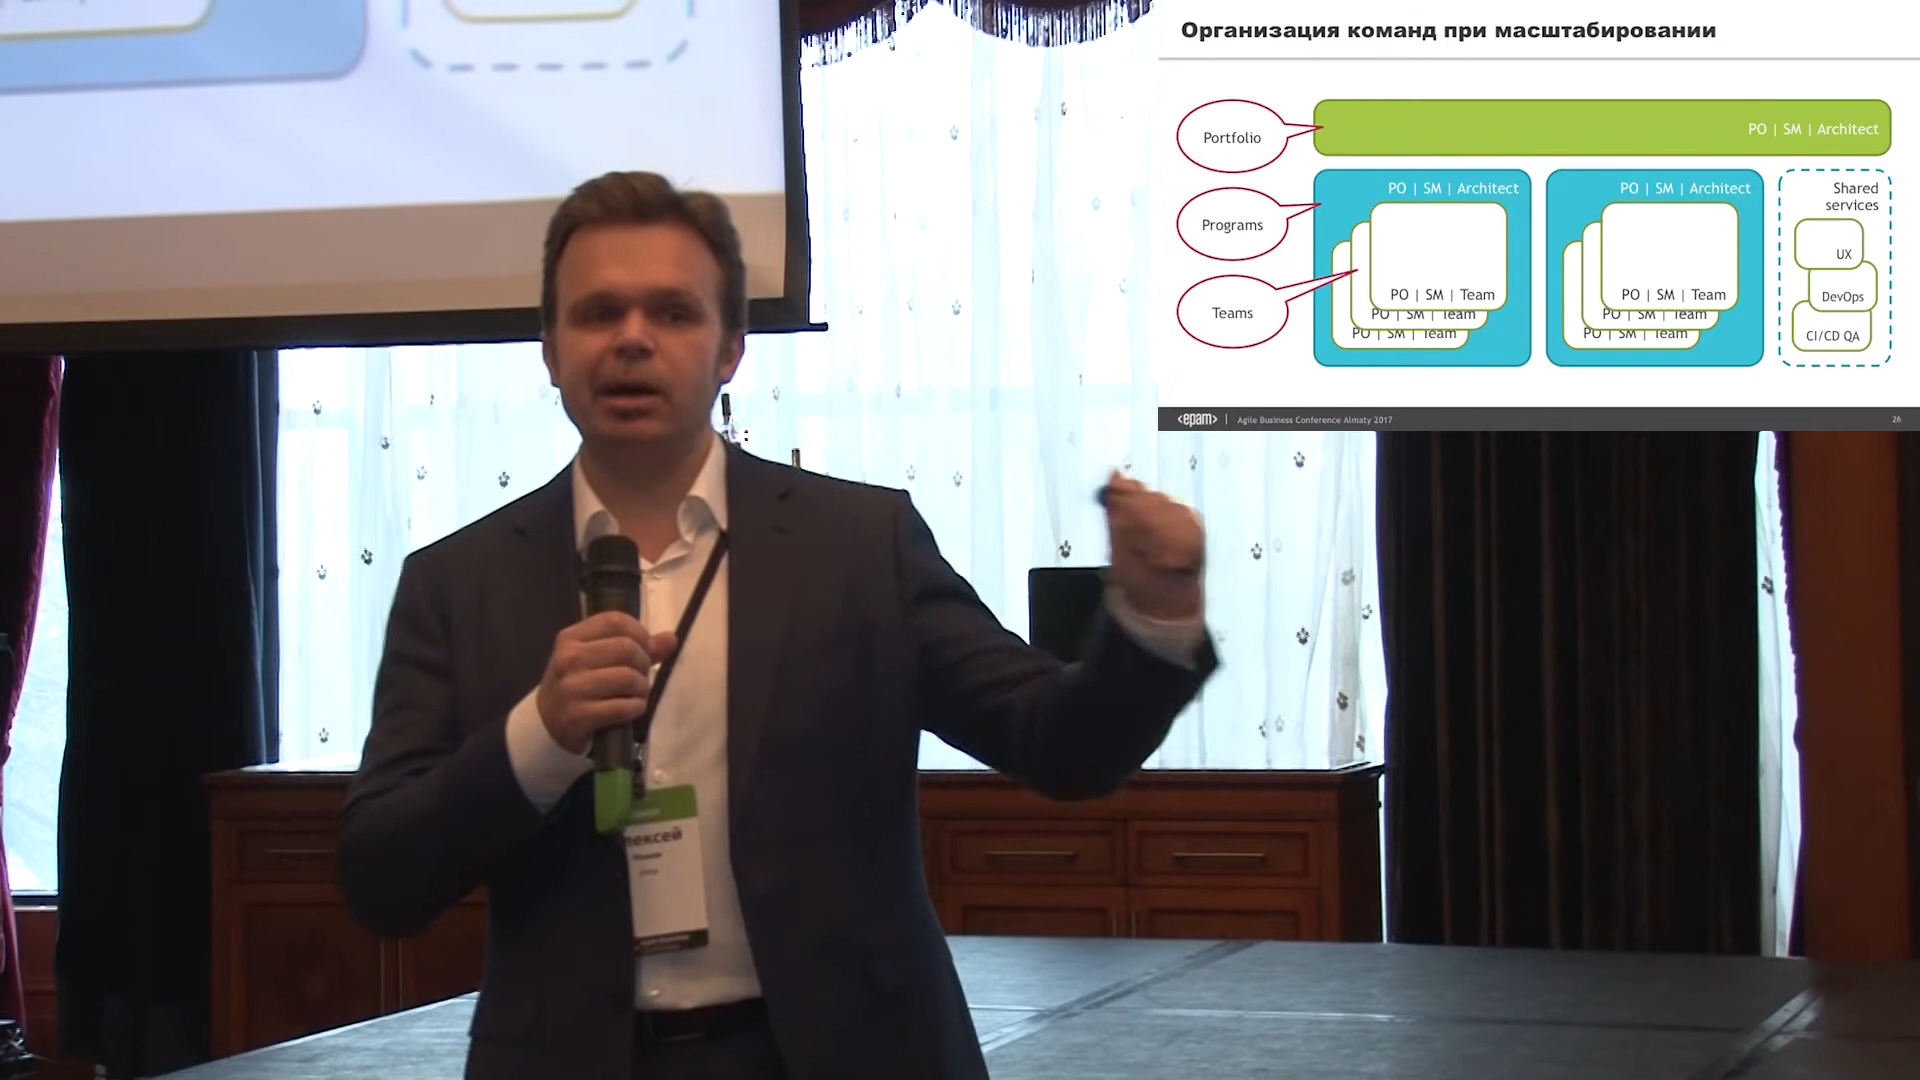 Организация команд при масштабировании
Portfolio
PO | SM | Architect
Programs
PO | SM | Architect
PO | SM | Architect
Shared
services
Teams
PO | SM | Team
PO | SM | Team
PO | SM | Team
PO | SM | Team
PO | SM | Team
PO | SM | Team
UX
DevOps
CI/CD QA
<epam> | Agile Business Conference Almaty 2017
26
лексей